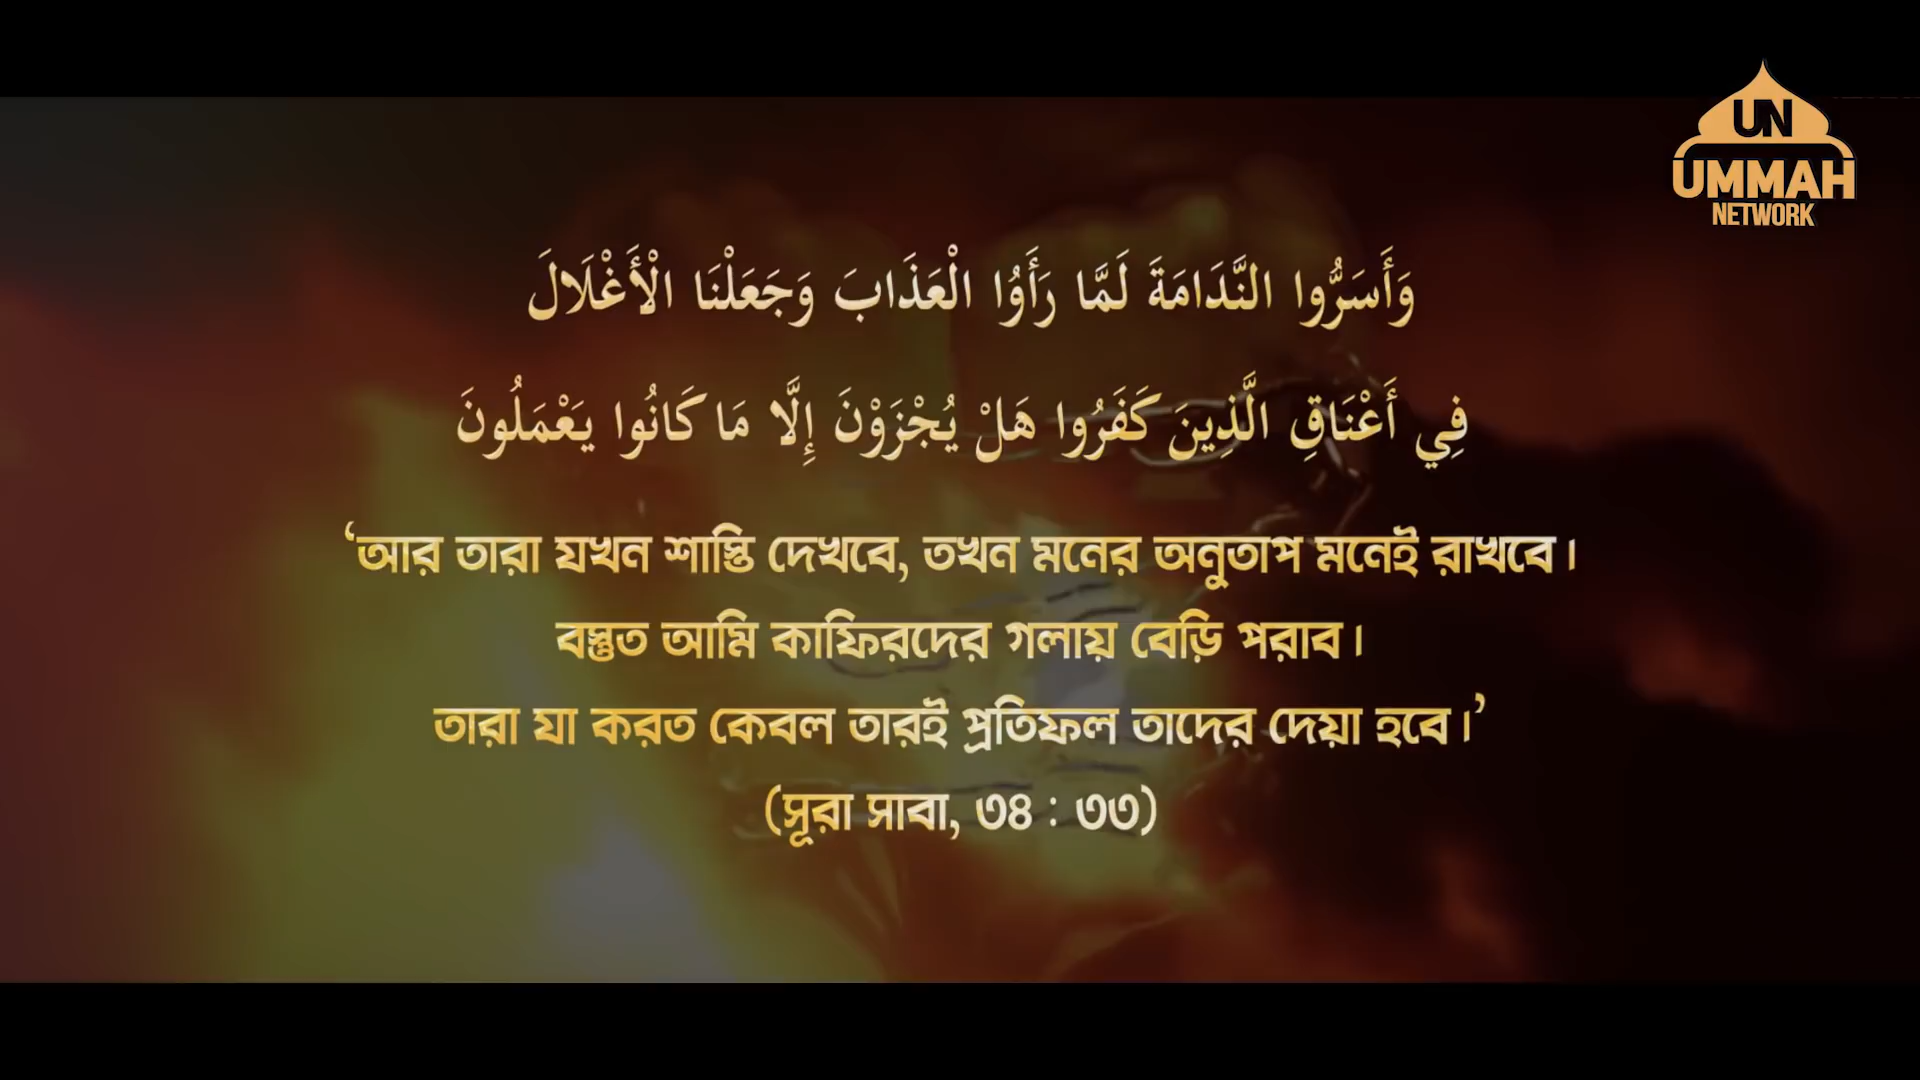 UN
UMMAH
NETWORK
وَأَسَرُّوا النَّدَامَةَ لَمَّا رَأَوُا الْعَذَابَ وَجَعَلْنَا الْأَغْلَالَ
فِي أَعْنَاقِ الَّذِينَ كَفَرُوا هَلْ يُجْزَوْنَ إِلَّا مَا كَانُوا يَعْمَلُونَ
‘আর তারা যখন শাস্তি দেখবে, তখন মনের অনুতাপ মনেই রাখবে।
বস্তুত আমি কাফিরদের গলায় বেড়ি পরাব।
তারা যা করত কেবল তারই প্রতিফল তাদের দেয়া হবে।’
(সূরা সাবা, ৩৪ : ৩৩)